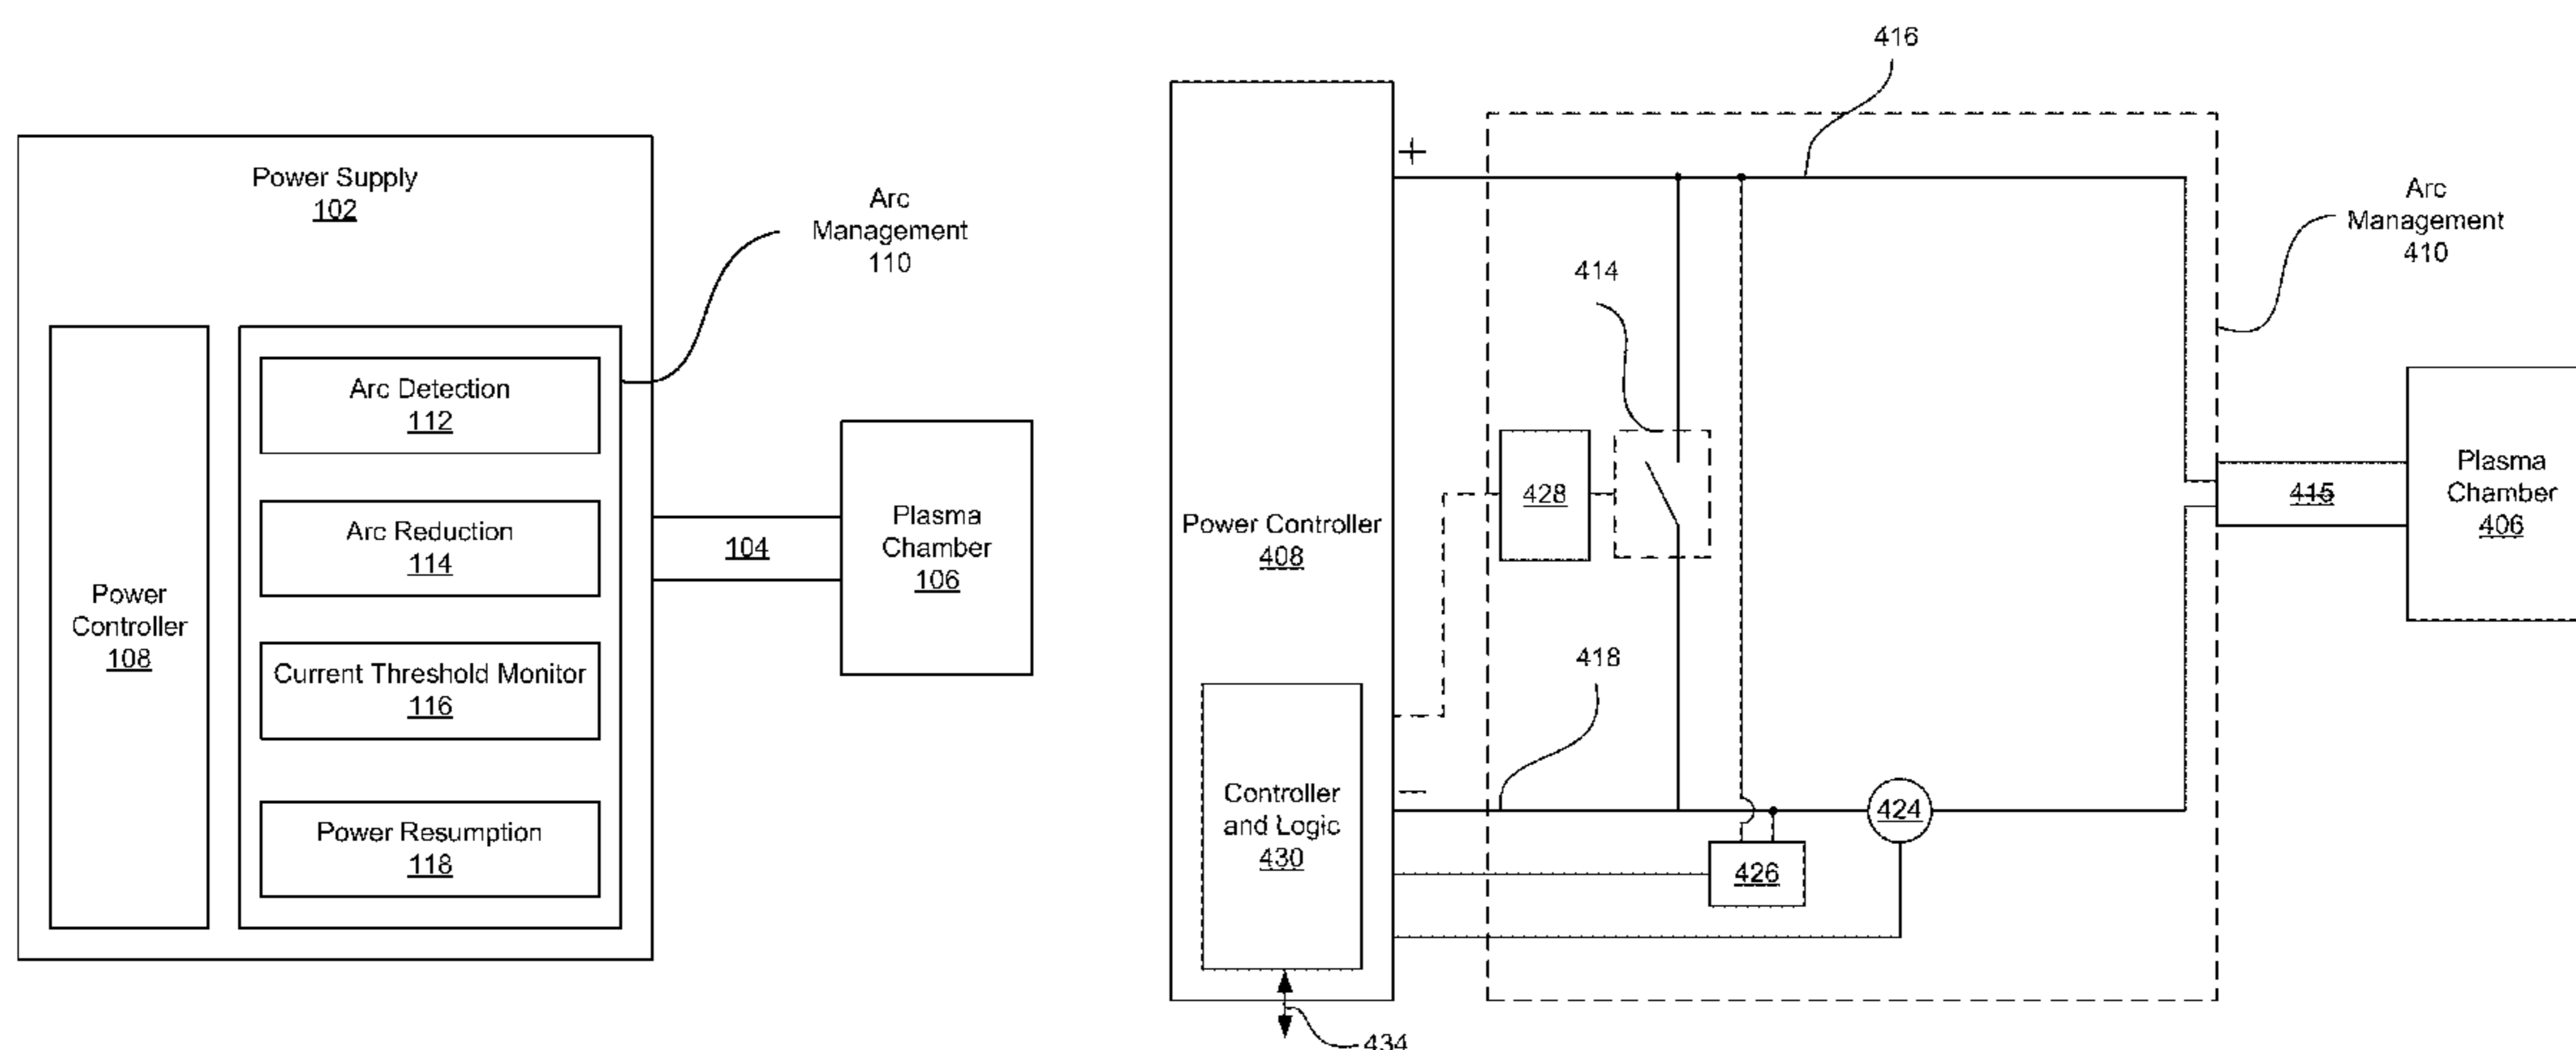 Power Supply
102
Arc
Management
110
Power
Controller
108
Arc Detection
112
Arc Reduction
114
Current Threshold Monitor
116
Power Resumption
118
104
Plasma
Chamber
106
416
+
Arc
Management
410
414
428
Power Controller
408
415
Plasma
Chamber
406
418
−
Controller
and Logic
430
424
426
434